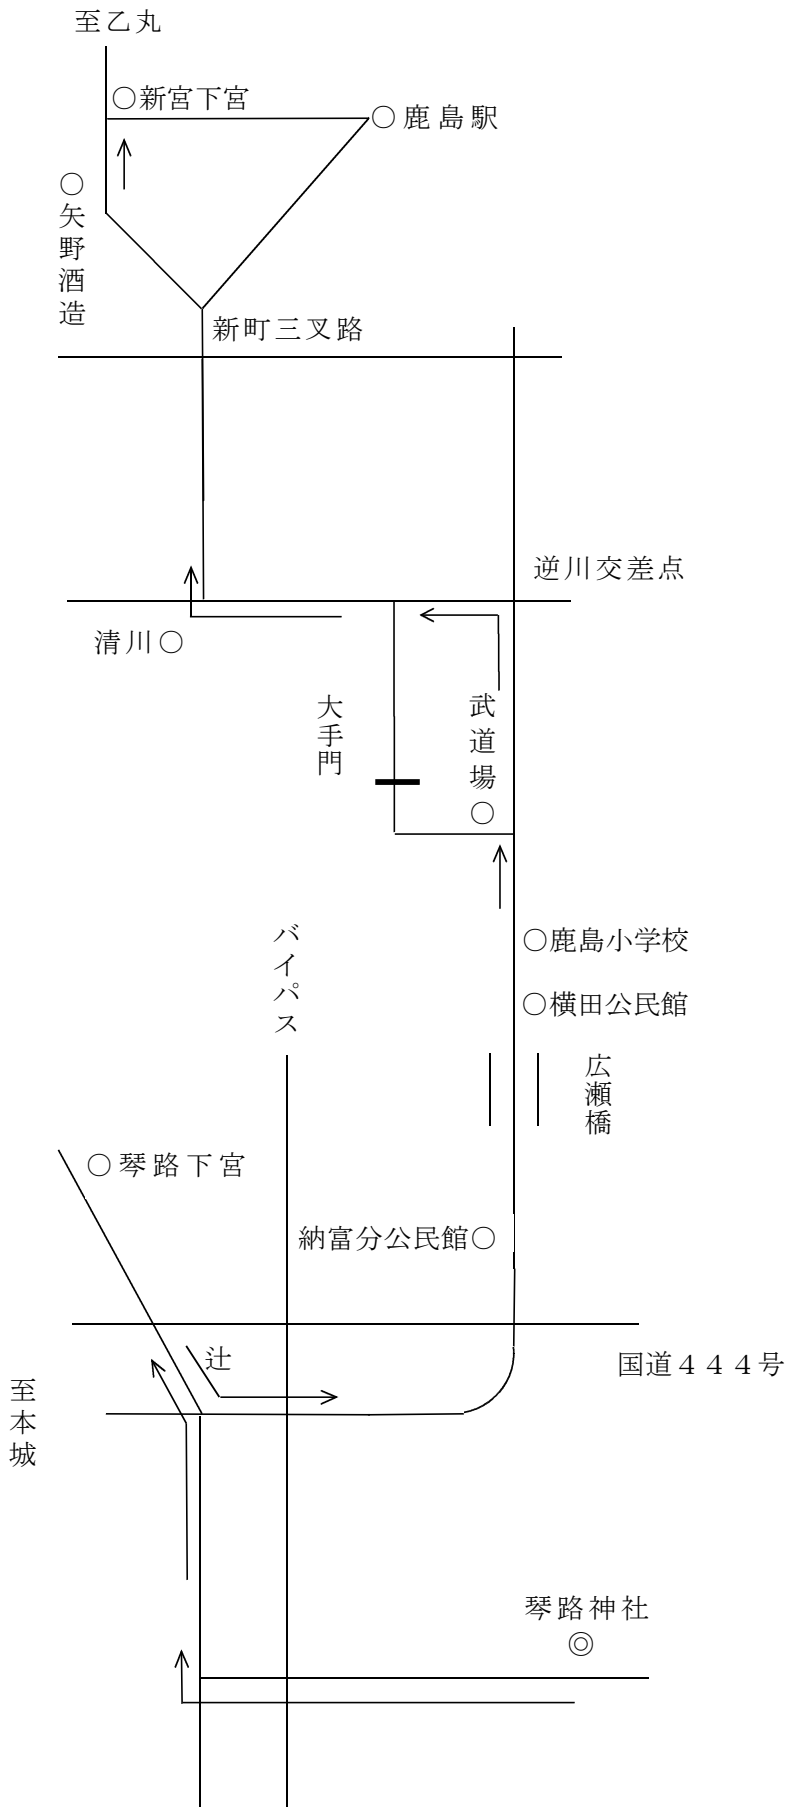 至乙丸
○新宮下宮
○鹿島駅
○矢野酒造
新町三叉路
逆川交差点
清川○
大手門
武道場○
バイパス
○鹿島小学校
○横田公民館
広瀬橋
○琴路下宮
納富分公民館○
辻
国道４４４号
至本城
琴路神社
◎